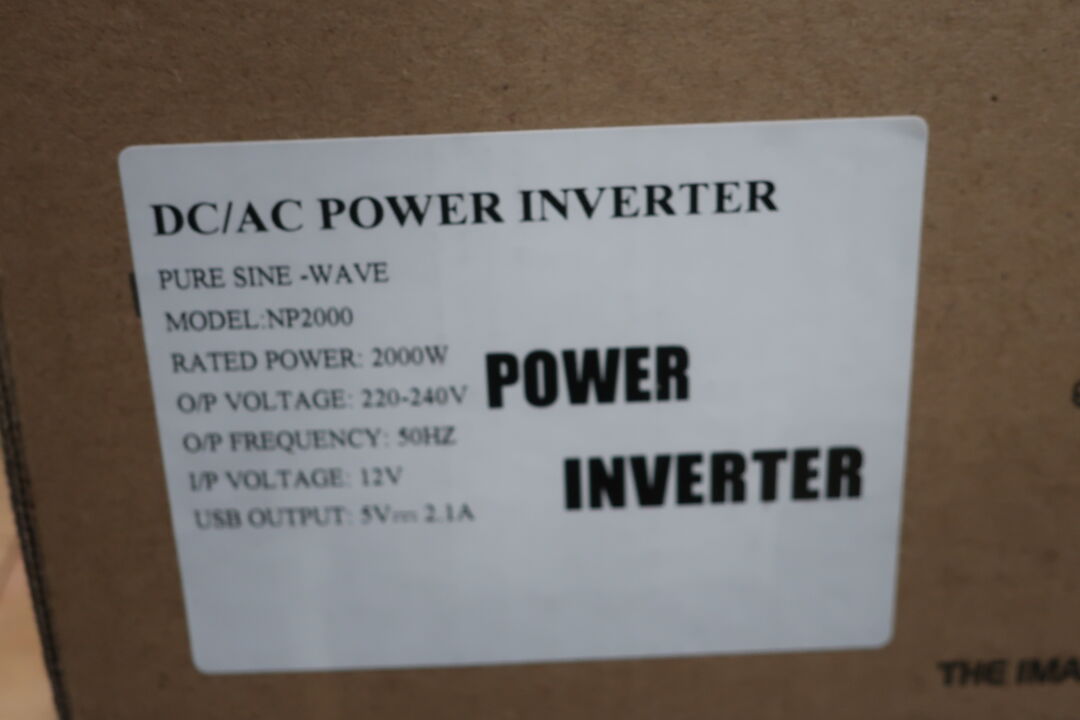 DC/AC POWER INVERTER
PURE SINE -WAVE
MODEL:NP2000
RATED POWER: 2000W
O/P VOLTAGE: 220-240V
O/P FREQUENCY: 50HZ
I/P VOLTAGE: 12V
USB OUTPUT: 5V⎓ 2.1A
POWER
INVERTER
THE